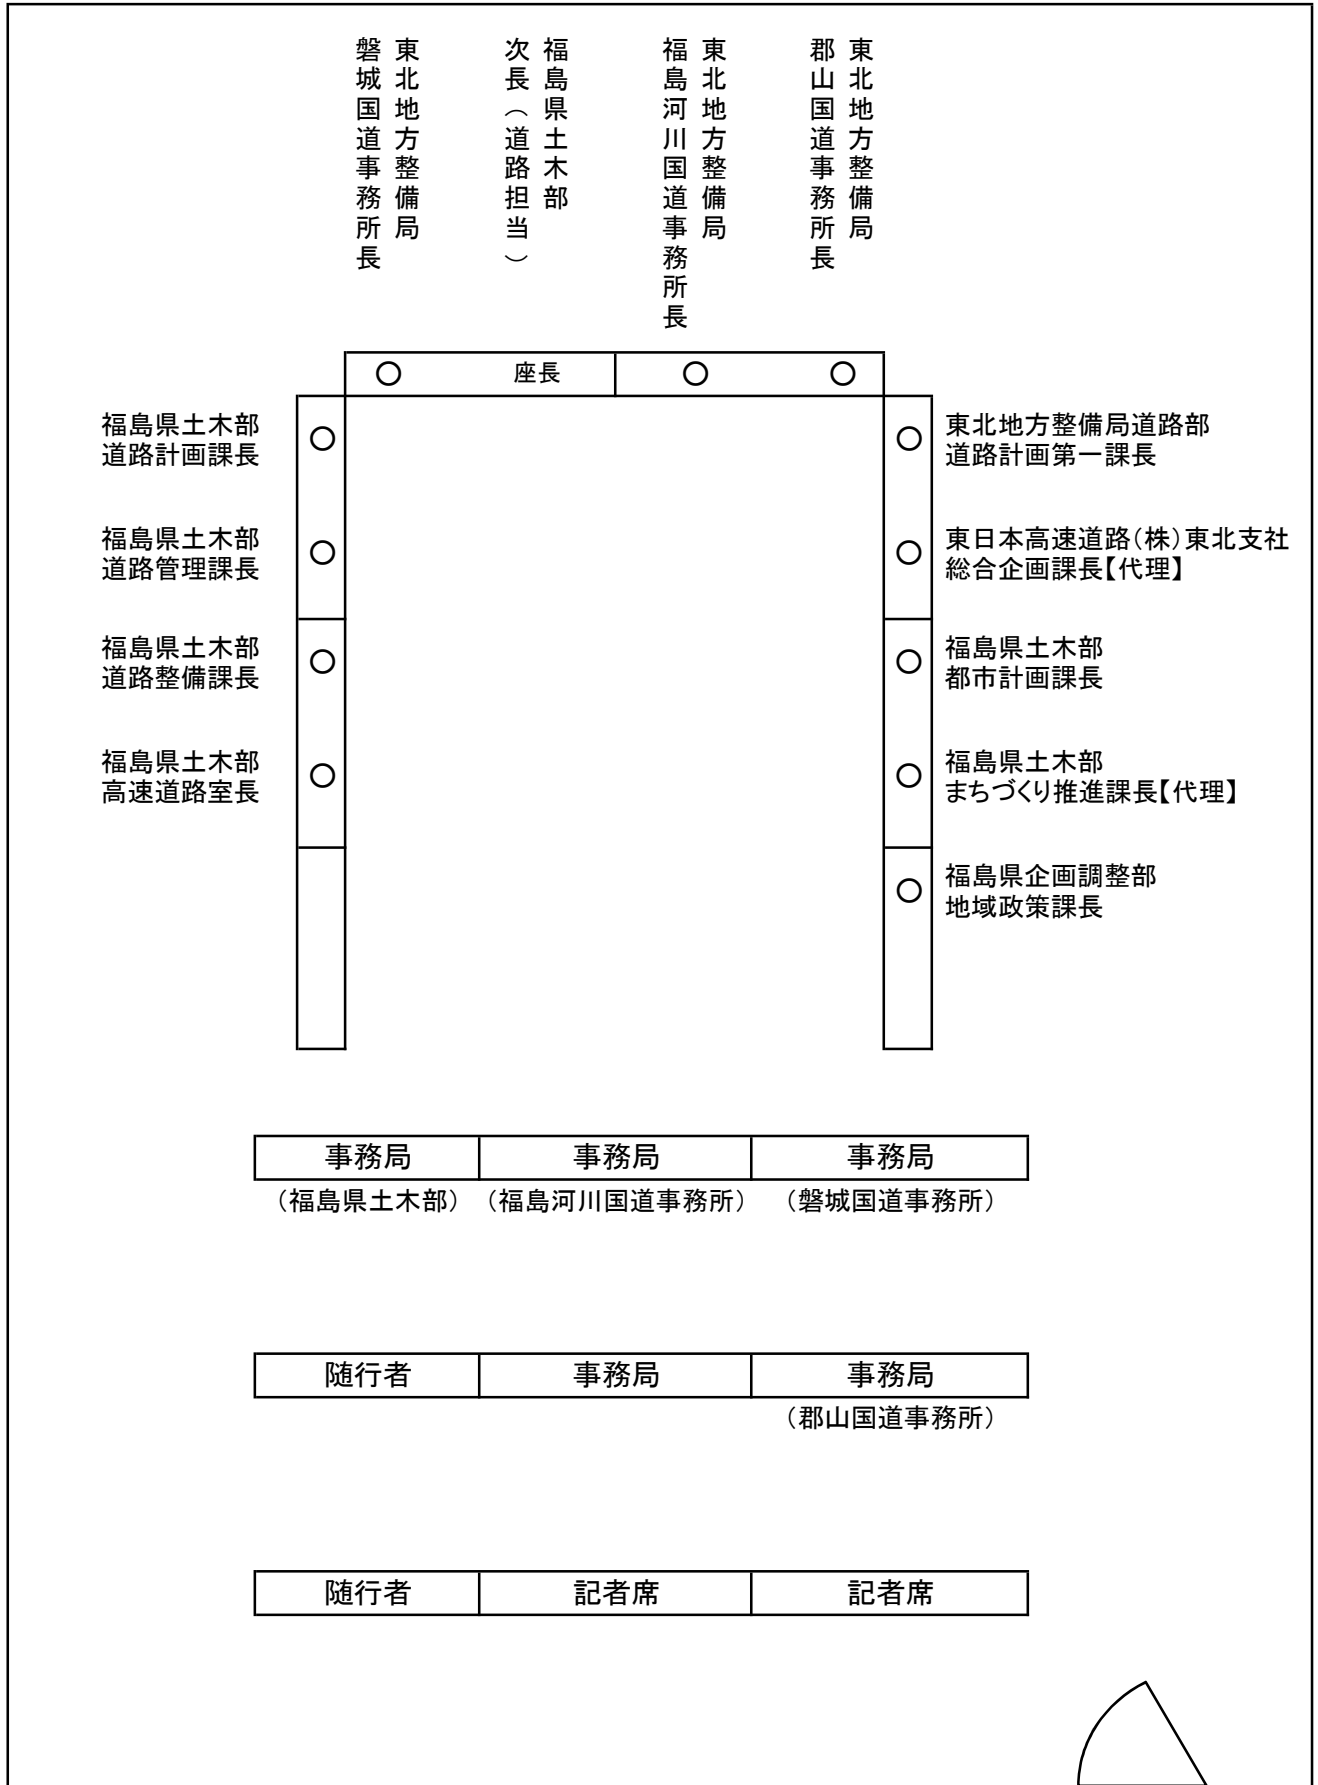 東北地方整備局
郡山国道事務所長
東北地方整備局
福島河川国道事務所長
福島県土木部
次長（道路担当）
東北地方整備局
磐城国道事務所長
座長
福島県土木部
道路計画課長
福島県土木部
道路管理課長
福島県土木部
道路整備課長
福島県土木部
高速道路室長
東北地方整備局道路部
道路計画第一課長
東日本高速道路（株）東北支社
総合企画課長【代理】
福島県土木部
都市計画課長
福島県土木部
まちづくり推進課長【代理】
福島県企画調整部
地域政策課長
事務局 事務局 事務局
（福島県土木部） （福島河川国道事務所） （磐城国道事務所）
随行者 事務局 事務局
（郡山国道事務所）
随行者 記者席 記者席